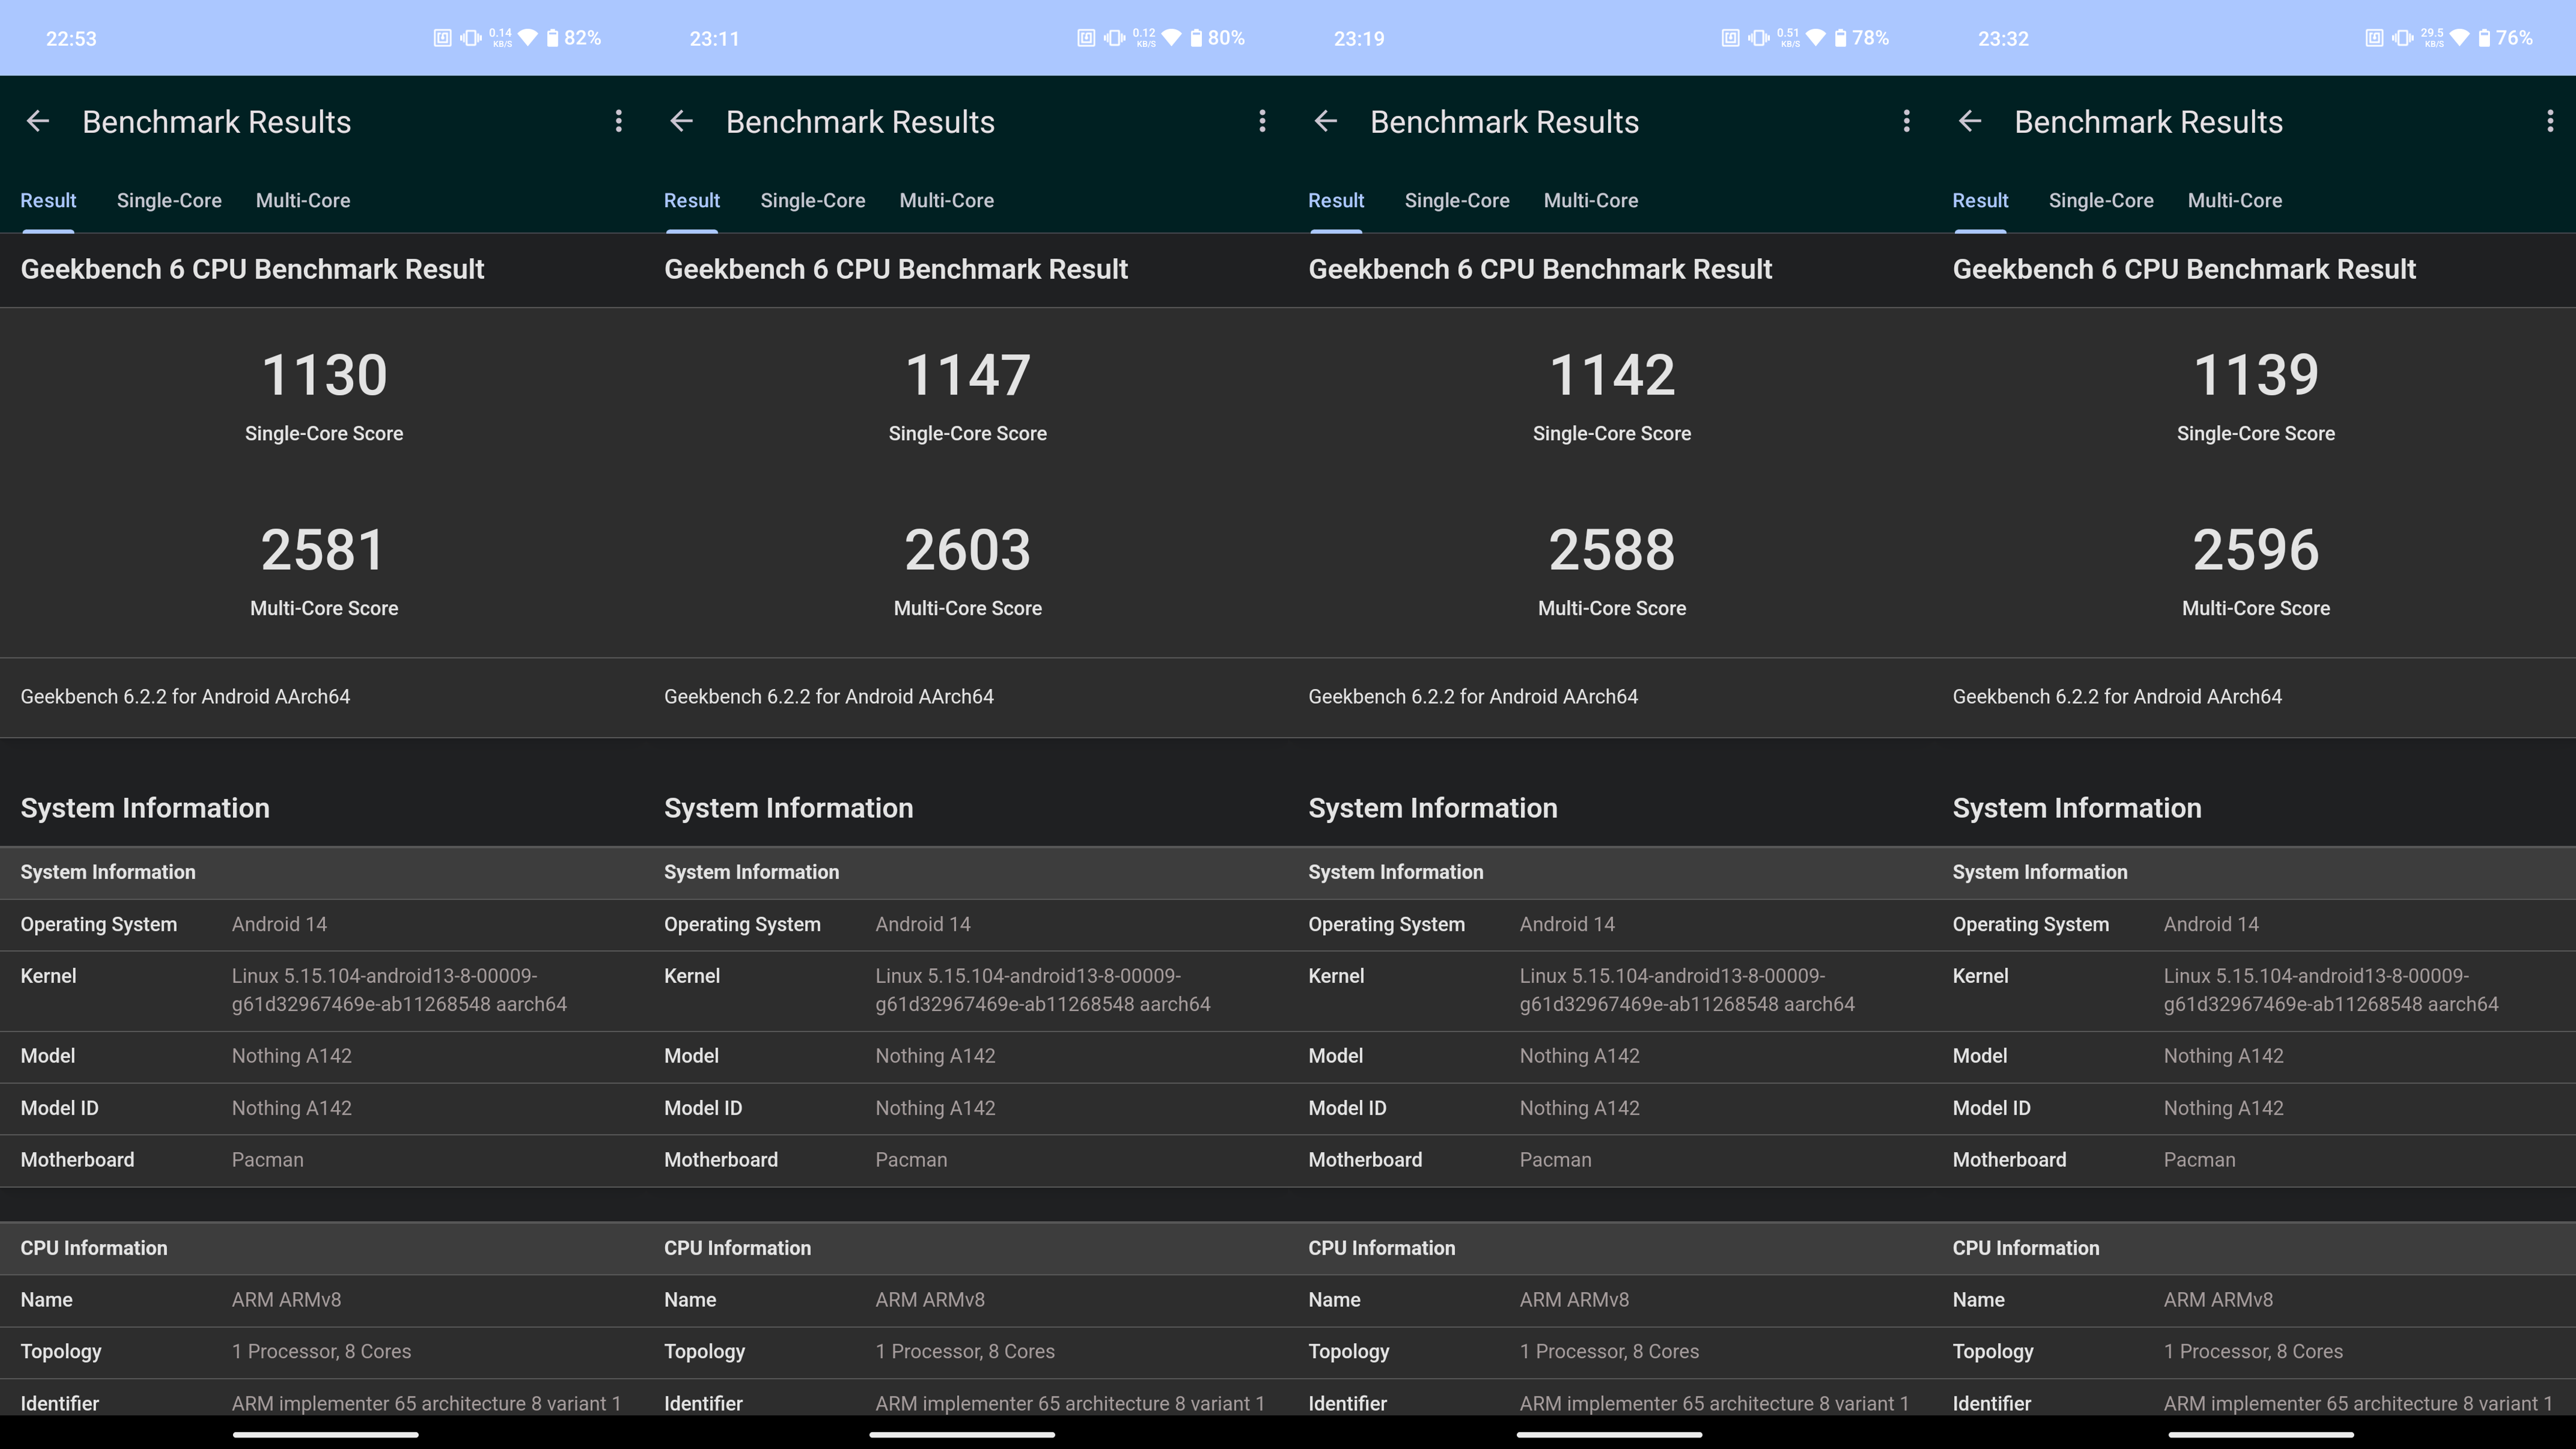 22:53
0.14
KB/S
82%
Benchmark Results
Result Single-Core Multi-Core
Geekbench 6 CPU Benchmark Result
1130
Single-Core Score
2581
Multi-Core Score
Geekbench 6.2.2 for Android AArch64
System Information
System Information
Operating System Android 14
Kernel Linux 5.15.104-android13-8-00009-
g61d32967469e-ab11268548 aarch64
Model Nothing A142
Model ID Nothing A142
Motherboard Pacman
CPU Information
Name ARM ARMv8
Topology 1 Processor, 8 Cores
Identifier ARM implementer 65 architecture 8 variant 1
23:11
0.12
KB/S
80%
Benchmark Results
Result Single-Core Multi-Core
Geekbench 6 CPU Benchmark Result
1147
Single-Core Score
2603
Multi-Core Score
Geekbench 6.2.2 for Android AArch64
System Information
System Information
Operating System Android 14
Kernel Linux 5.15.104-android13-8-00009-
g61d32967469e-ab11268548 aarch64
Model Nothing A142
Model ID Nothing A142
Motherboard Pacman
CPU Information
Name ARM ARMv8
Topology 1 Processor, 8 Cores
Identifier ARM implementer 65 architecture 8 variant 1
23:19
0.51
KB/S
78%
Benchmark Results
Result Single-Core Multi-Core
Geekbench 6 CPU Benchmark Result
1142
Single-Core Score
2588
Multi-Core Score
Geekbench 6.2.2 for Android AArch64
System Information
System Information
Operating System Android 14
Kernel Linux 5.15.104-android13-8-00009-
g61d32967469e-ab11268548 aarch64
Model Nothing A142
Model ID Nothing A142
Motherboard Pacman
CPU Information
Name ARM ARMv8
Topology 1 Processor, 8 Cores
Identifier ARM implementer 65 architecture 8 variant 1
23:32
29.5
KB/S
76%
Benchmark Results
Result Single-Core Multi-Core
Geekbench 6 CPU Benchmark Result
1139
Single-Core Score
2596
Multi-Core Score
Geekbench 6.2.2 for Android AArch64
System Information
System Information
Operating System Android 14
Kernel Linux 5.15.104-android13-8-00009-
g61d32967469e-ab11268548 aarch64
Model Nothing A142
Model ID Nothing A142
Motherboard Pacman
CPU Information
Name ARM ARMv8
Topology 1 Processor, 8 Cores
Identifier ARM implementer 65 architecture 8 variant 1